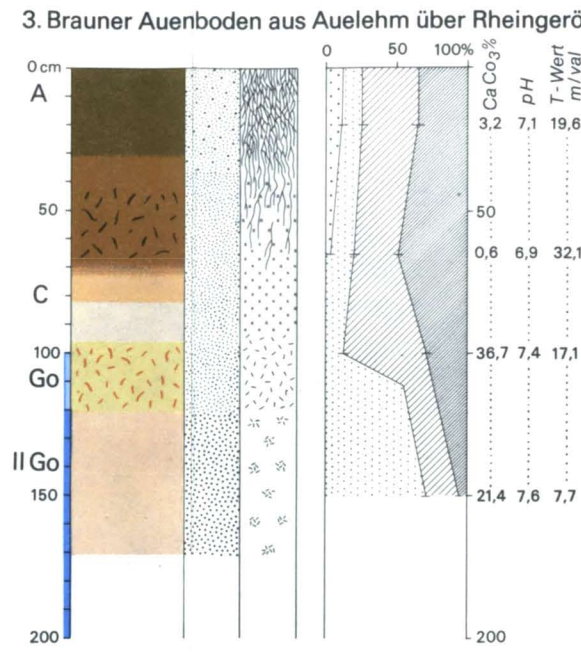 3. Brauner Auenboden aus Auelehm über
0 cm
A
50
C
100
Go
II Go
150
200
0 50 100%
Ca Co₃%
pH
T-Wert
m/val
3,2 7,1 19,6
50
0,6 6,9 32,1
36,7 7,4 17,1
21,4 7,6 7,7
200